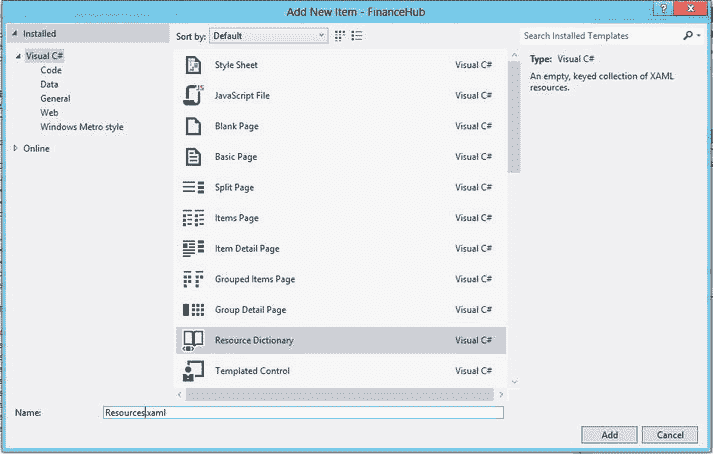 Add New Item - FinanceHub
? X
Installed
Sort by: Default
Search Installed Templates
Visual C#
Code
Data
General
Web
Windows Metro style
Online
Style Sheet Visual C#
JS
JavaScript File Visual C#
Blank Page Visual C#
Basic Page Visual C#
Split Page Visual C#
Items Page Visual C#
Item Detail Page Visual C#
Grouped Items Page Visual C#
Group Detail Page Visual C#
Resource Dictionary Visual C#
Templated Control Visual C#
Type: Visual C#
An empty, keyed collection of XAML
resources.
Name: Resources.xaml
Add Cancel